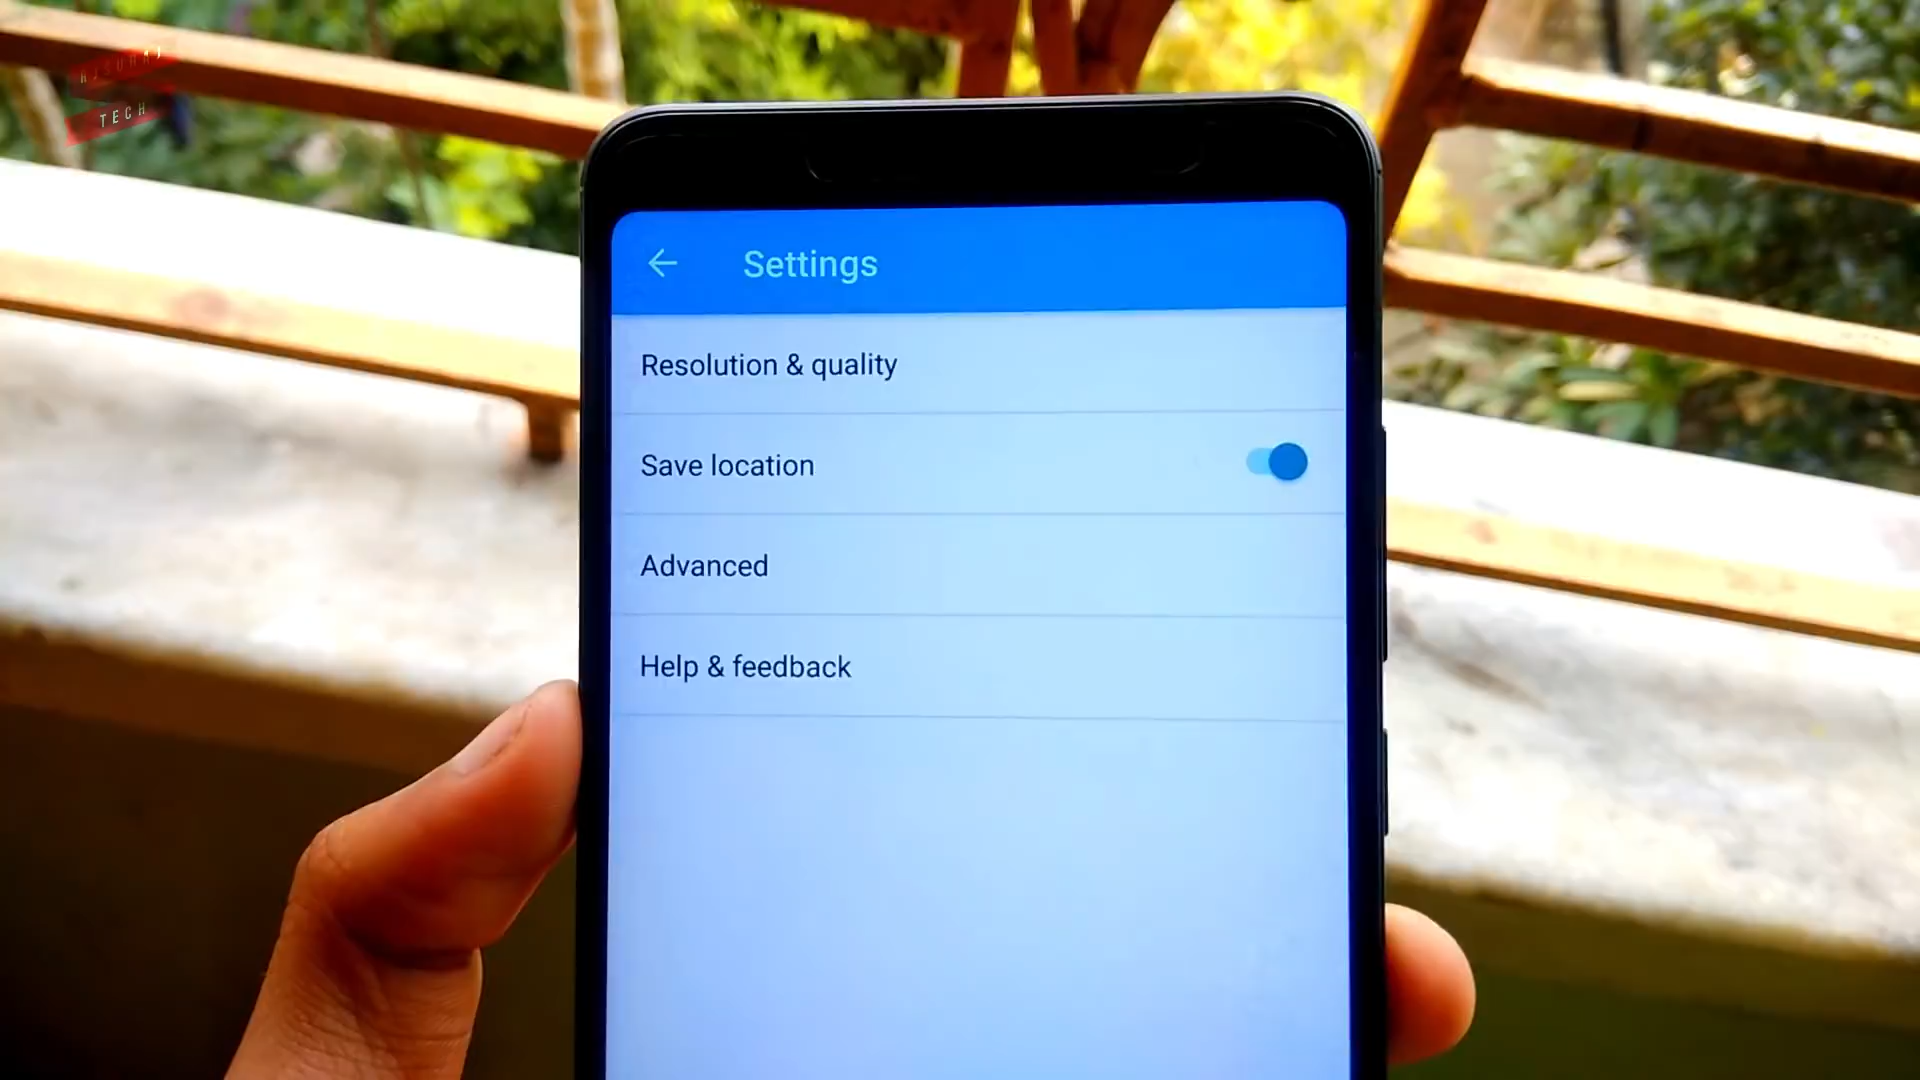 TECH
Settings
Resolution & quality
Save location
Advanced
Help & feedback